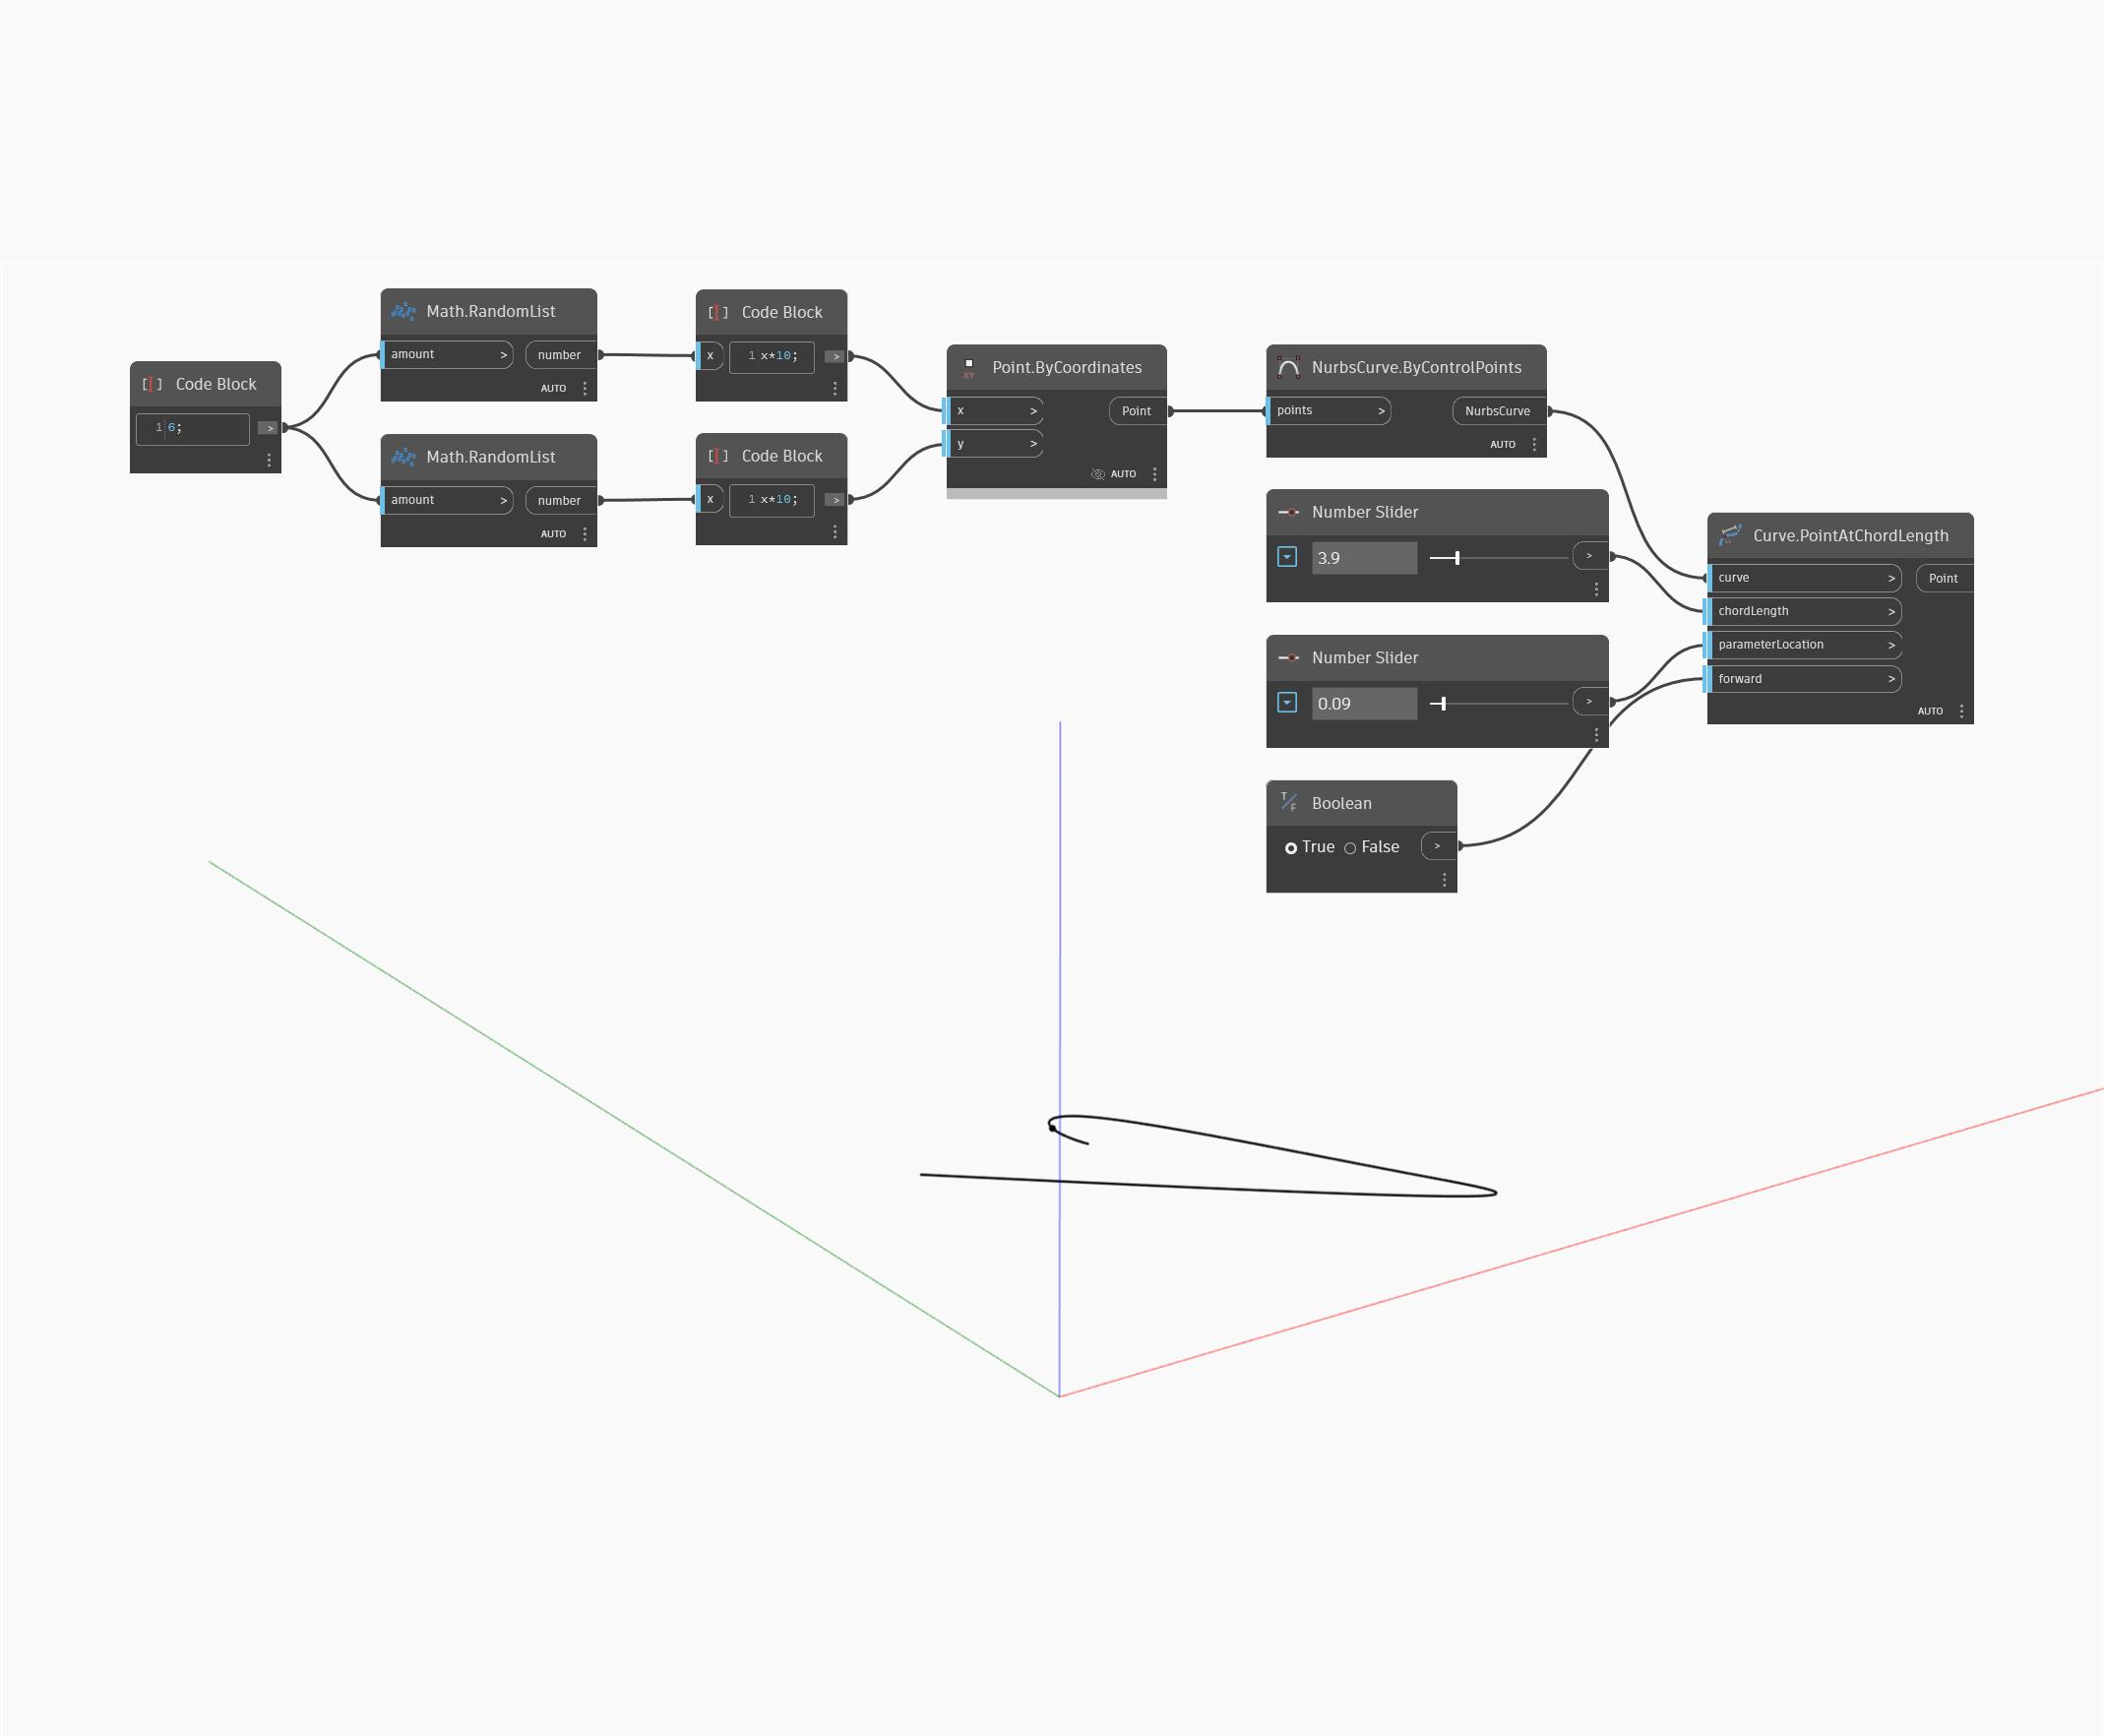 Code Block
1 6;
>
Math.RandomList
amount > number
AUTO
Math.RandomList
amount > number
AUTO
Code Block
x 1 x*10; >
Code Block
x 1 x*10; >
XY Point.ByCoordinates
x > Point
y >
AUTO
NurbsCurve.ByControlPoints
points > NurbsCurve
AUTO
Number Slider
3.9 >
Number Slider
0.09 >
T/F Boolean
True False >
Curve.PointAtChordLength
curve > Point
chordLength >
parameterLocation >
forward >
AUTO